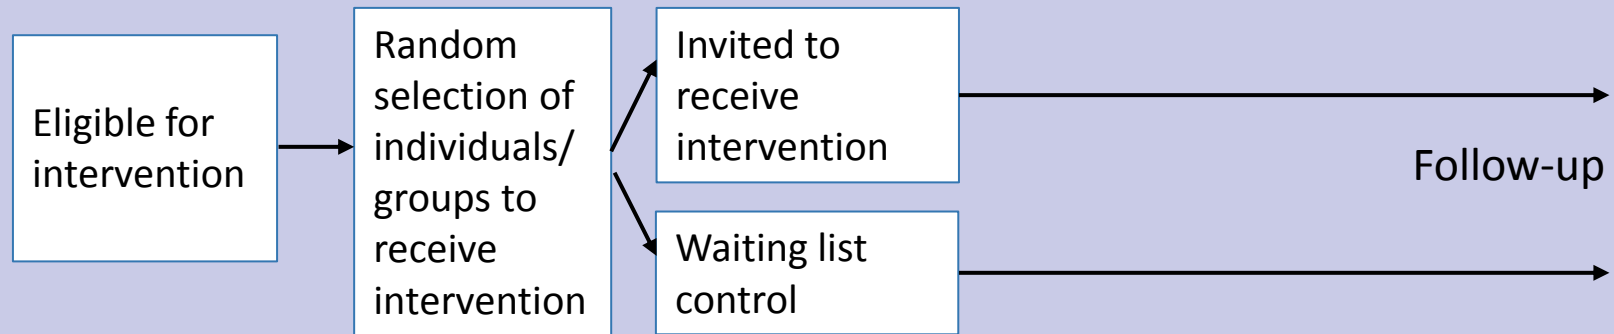 Eligible for
intervention
Random
selection of
individuals/
groups to
receive
intervention
Invited to
receive
intervention
Waiting list
control
Follow-up